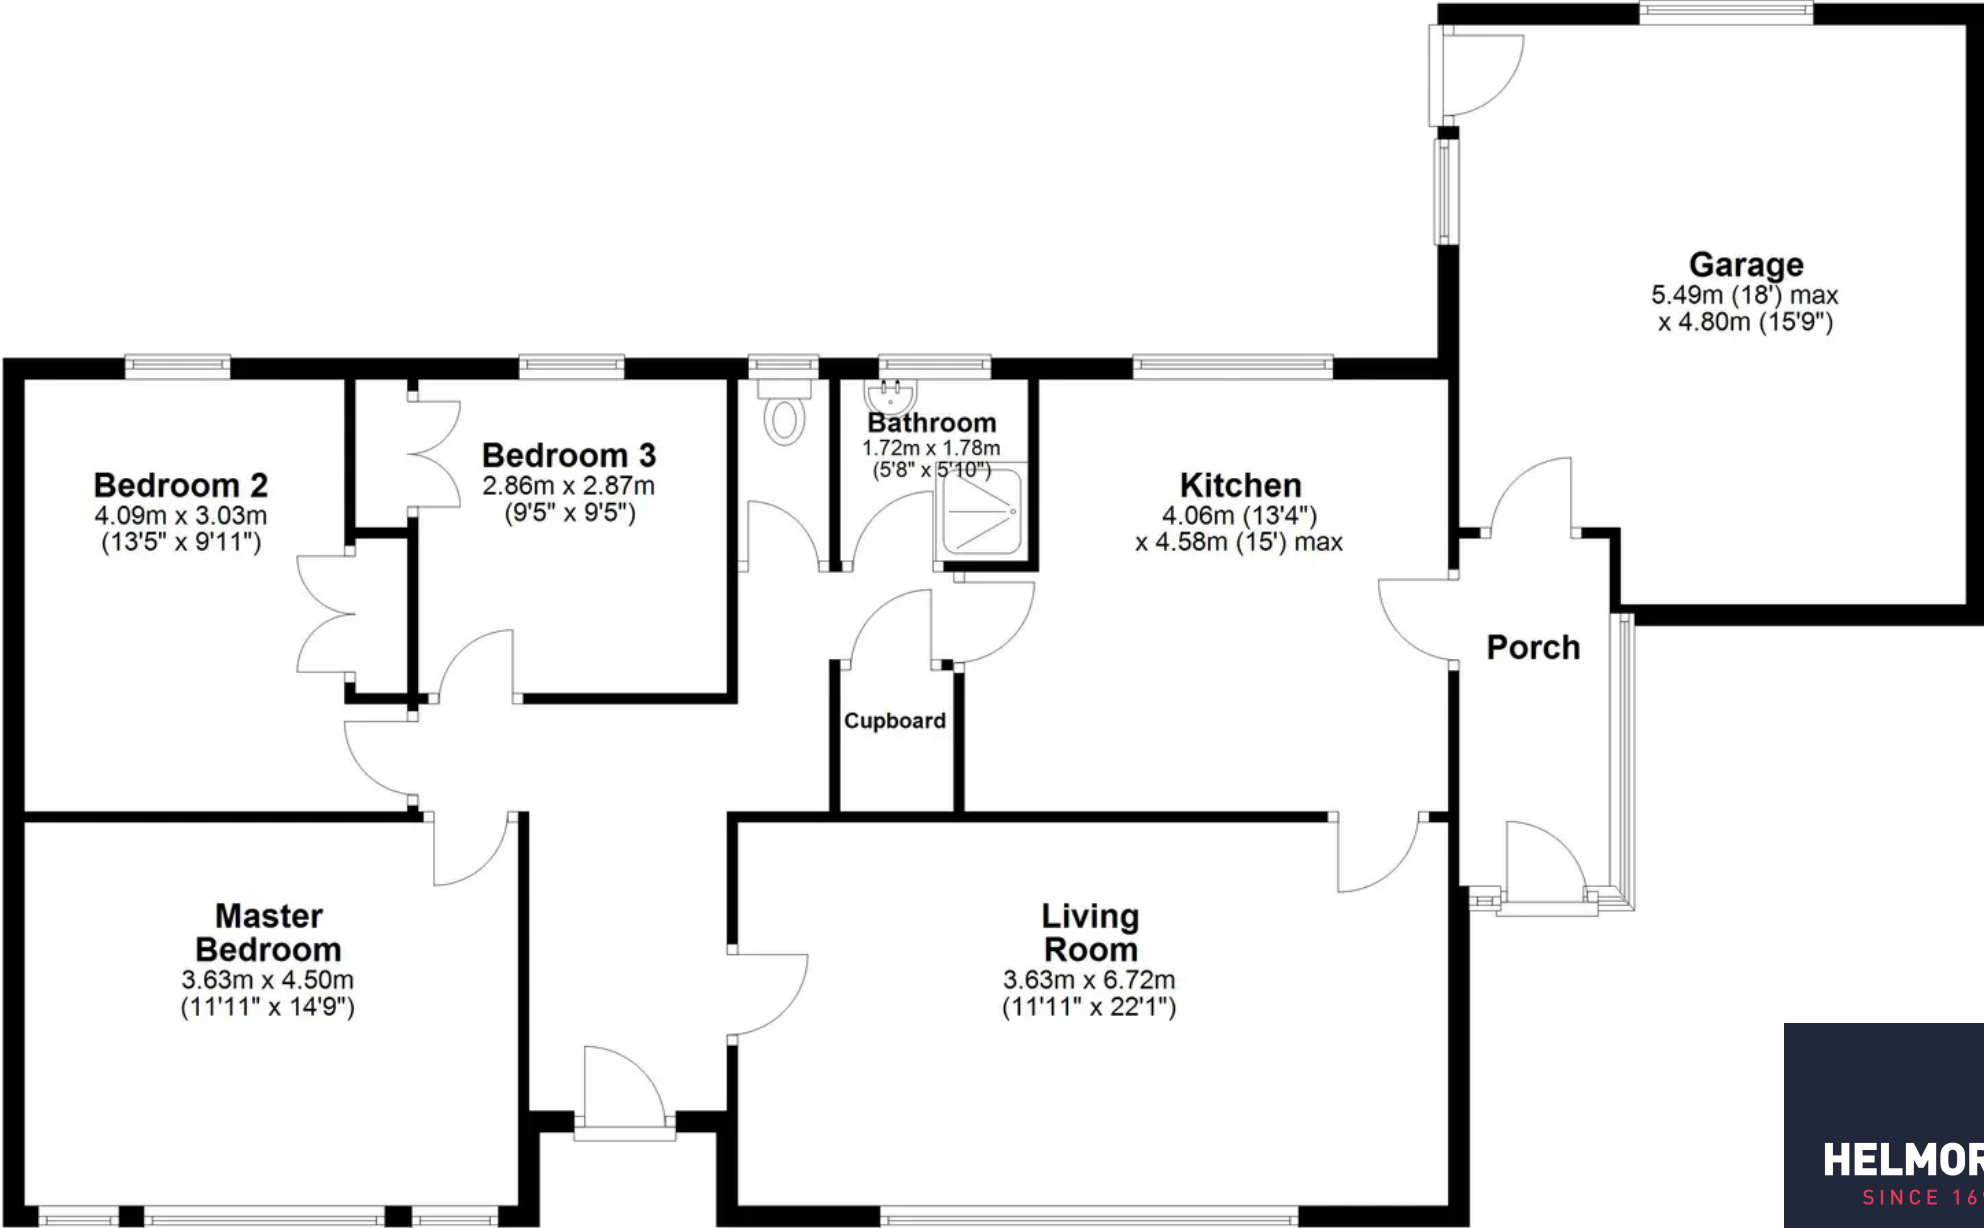 Garage
5.49m (18') max
x 4.80m (15'9")
Bedroom 2
4.09m x 3.03m
(13'5" x 9'11")
Bedroom 3
2.86m x 2.87m
(9'5" x 9'5")
Bathroom
1.72m x 1.78m
(5'8" x 5'10")
Kitchen
4.06m (13'4")
x 4.58m (15') max
Porch
Cupboard
Master
Bedroom
3.63m x 4.50m
(11'11" x 14'9")
Living
Room
3.63m x 6.72m
(11'11" x 22'1")
HELMOR
SINCE 16